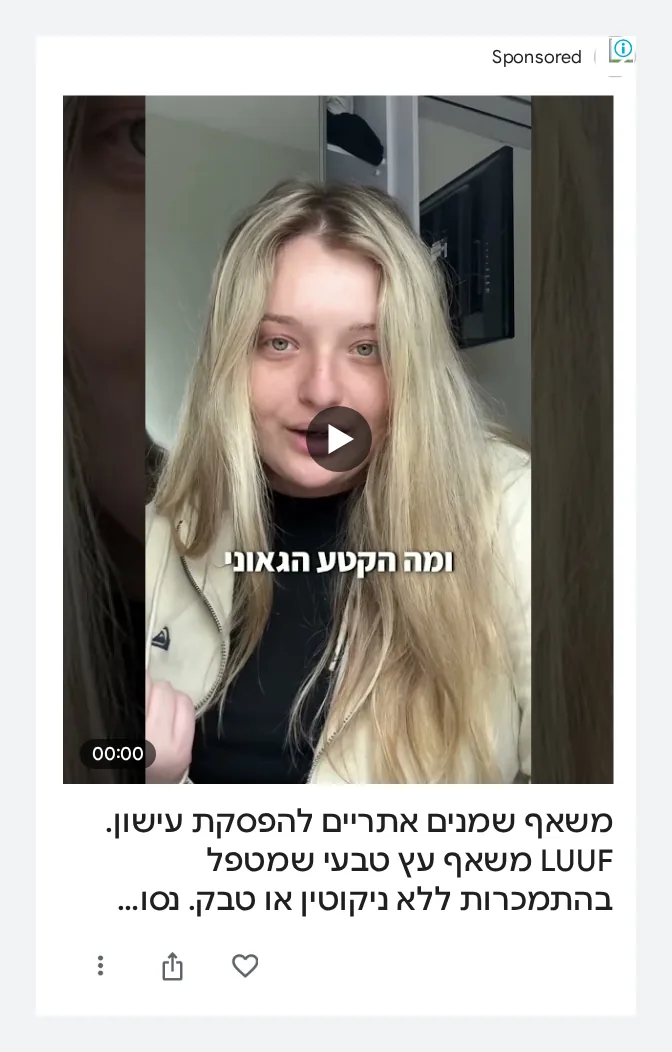 Sponsored
ומה הקטע הגאוני
00:00
משאף שמנים אתריים להפסקת עישון.
LUUF משאף עץ טבעי שמטפל
בהתמכרות ללא ניקוטין או טבק. נסו...